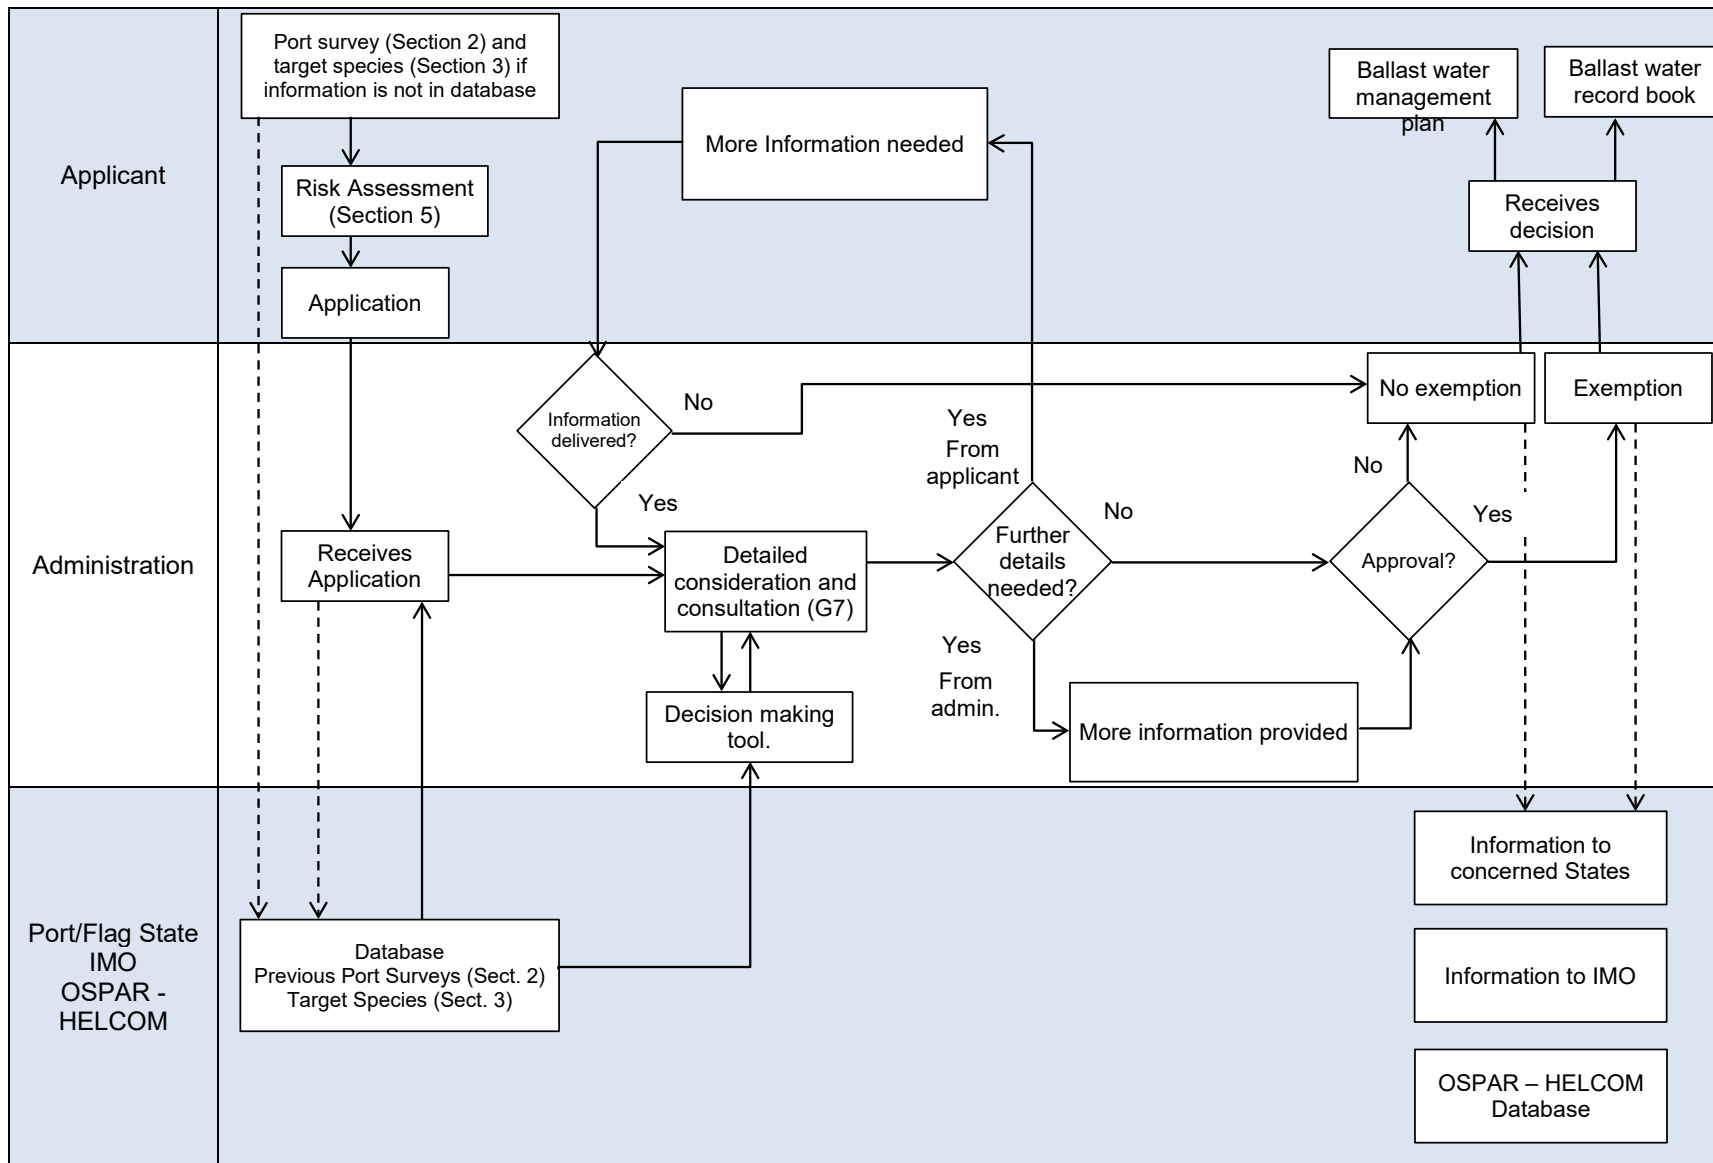 Applicant
Port survey (Section 2) and
target species (Section 3) if
information is not in database
Risk Assessment
(Section 5)
Application
More Information needed
Ballast water
management
plan
Ballast water
record book
Receives
decision
Administration
Information
delivered?
No
Yes
Receives
Application
Detailed
consideration and
consultation (G7)
Decision making
tool.
Yes
From
applicant
Further
details
needed?
No
Yes
From
admin.
More information provided
Approval?
No
Yes
No exemption
Exemption
Port/Flag State
IMO
OSPAR -
HELCOM
Database
Previous Port Surveys (Sect. 2)
Target Species (Sect. 3)
Information to
concerned States
Information to IMO
OSPAR – HELCOM
Database